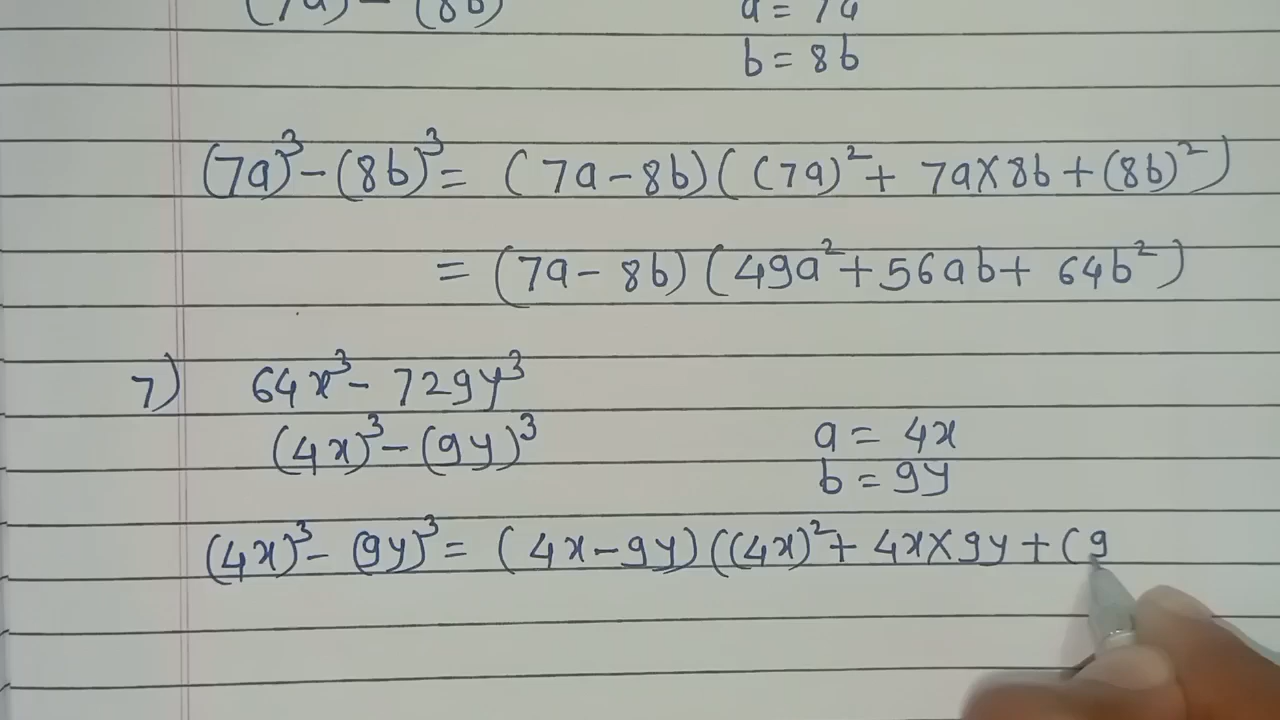 (7a) - (8b)
a = 7a
b = 8b
(7a)³ - (8b)³ = (7a - 8b) ((7a)² + 7a × 8b + (8b)²)
= (7a - 8b) (49a² + 56ab + 64b²)
7) 64x³ - 729y³
(4x)³ - (9y)³
a = 4x
b = 9y
(4x)³ - (9y)³ = (4x - 9y) ((4x)² + 4x × 9y + (9